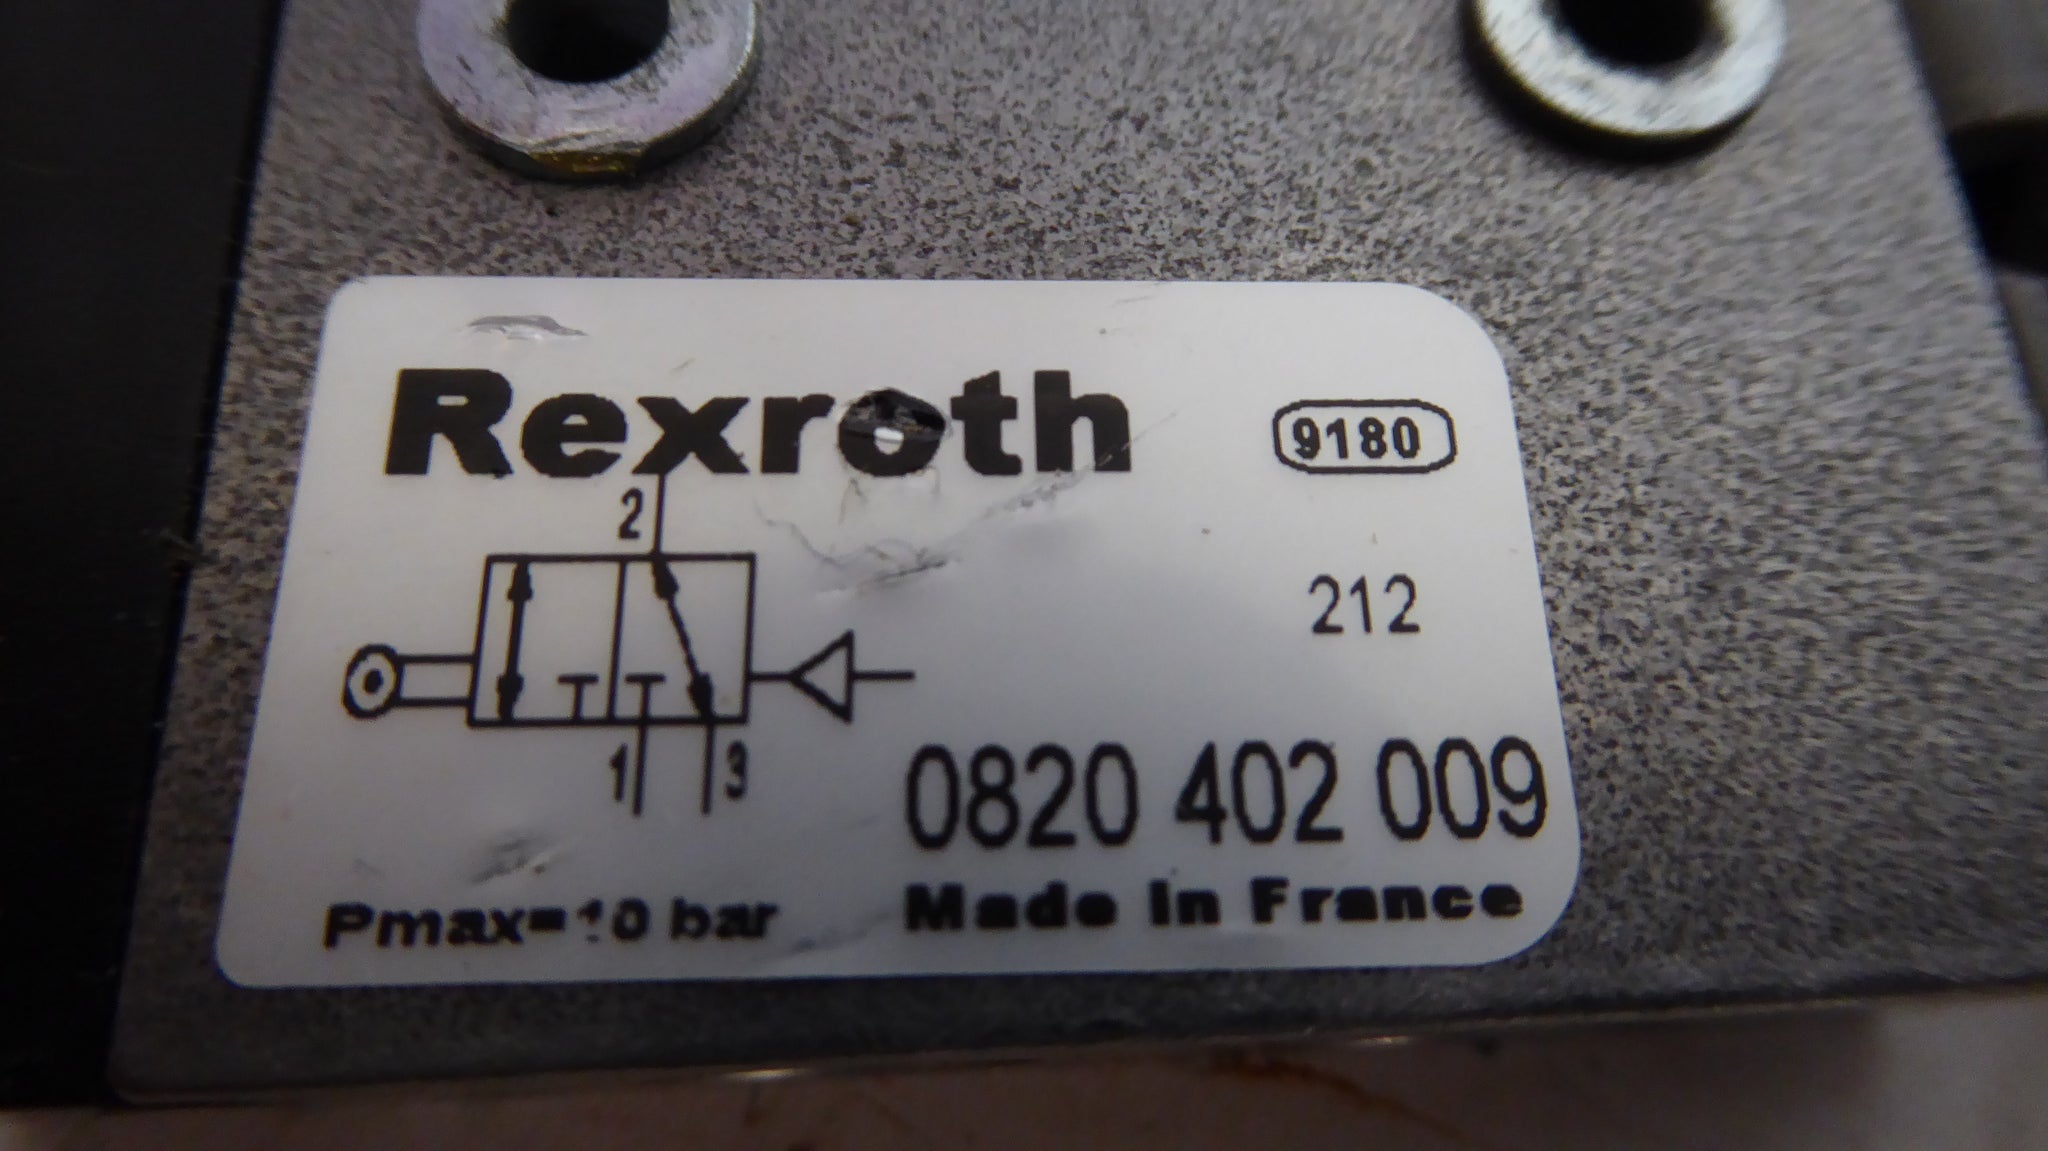 Rexroth
9180
2
212
1
3
0820 402 009
Pmax=10 bar
Made in France